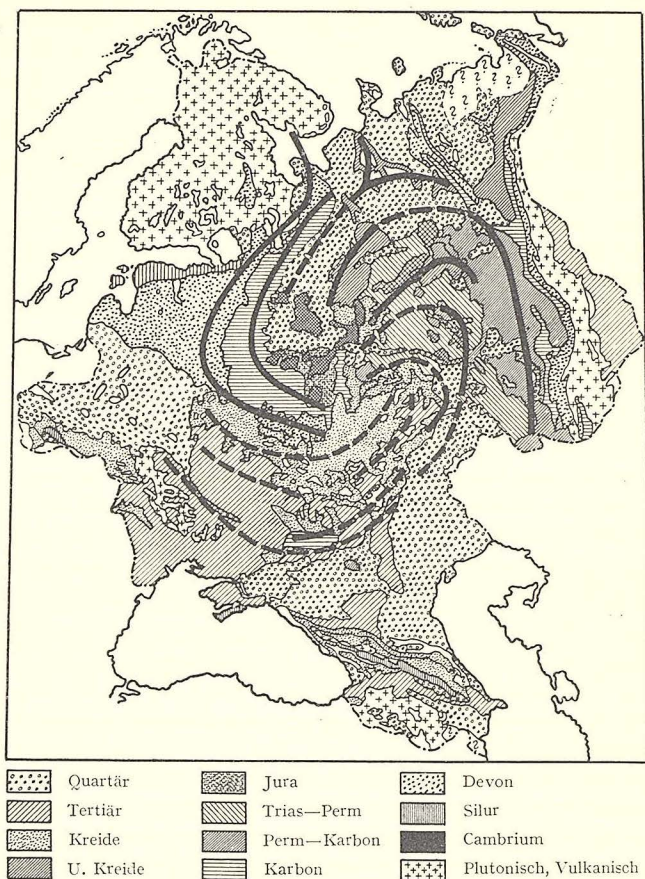 Quartär
Tertiär
Kreide
U. Kreide
Jura
Trias—Perm
Perm—Karbon
Karbon
Devon
Silur
Cambrium
Plutonisch, Vulkanisch